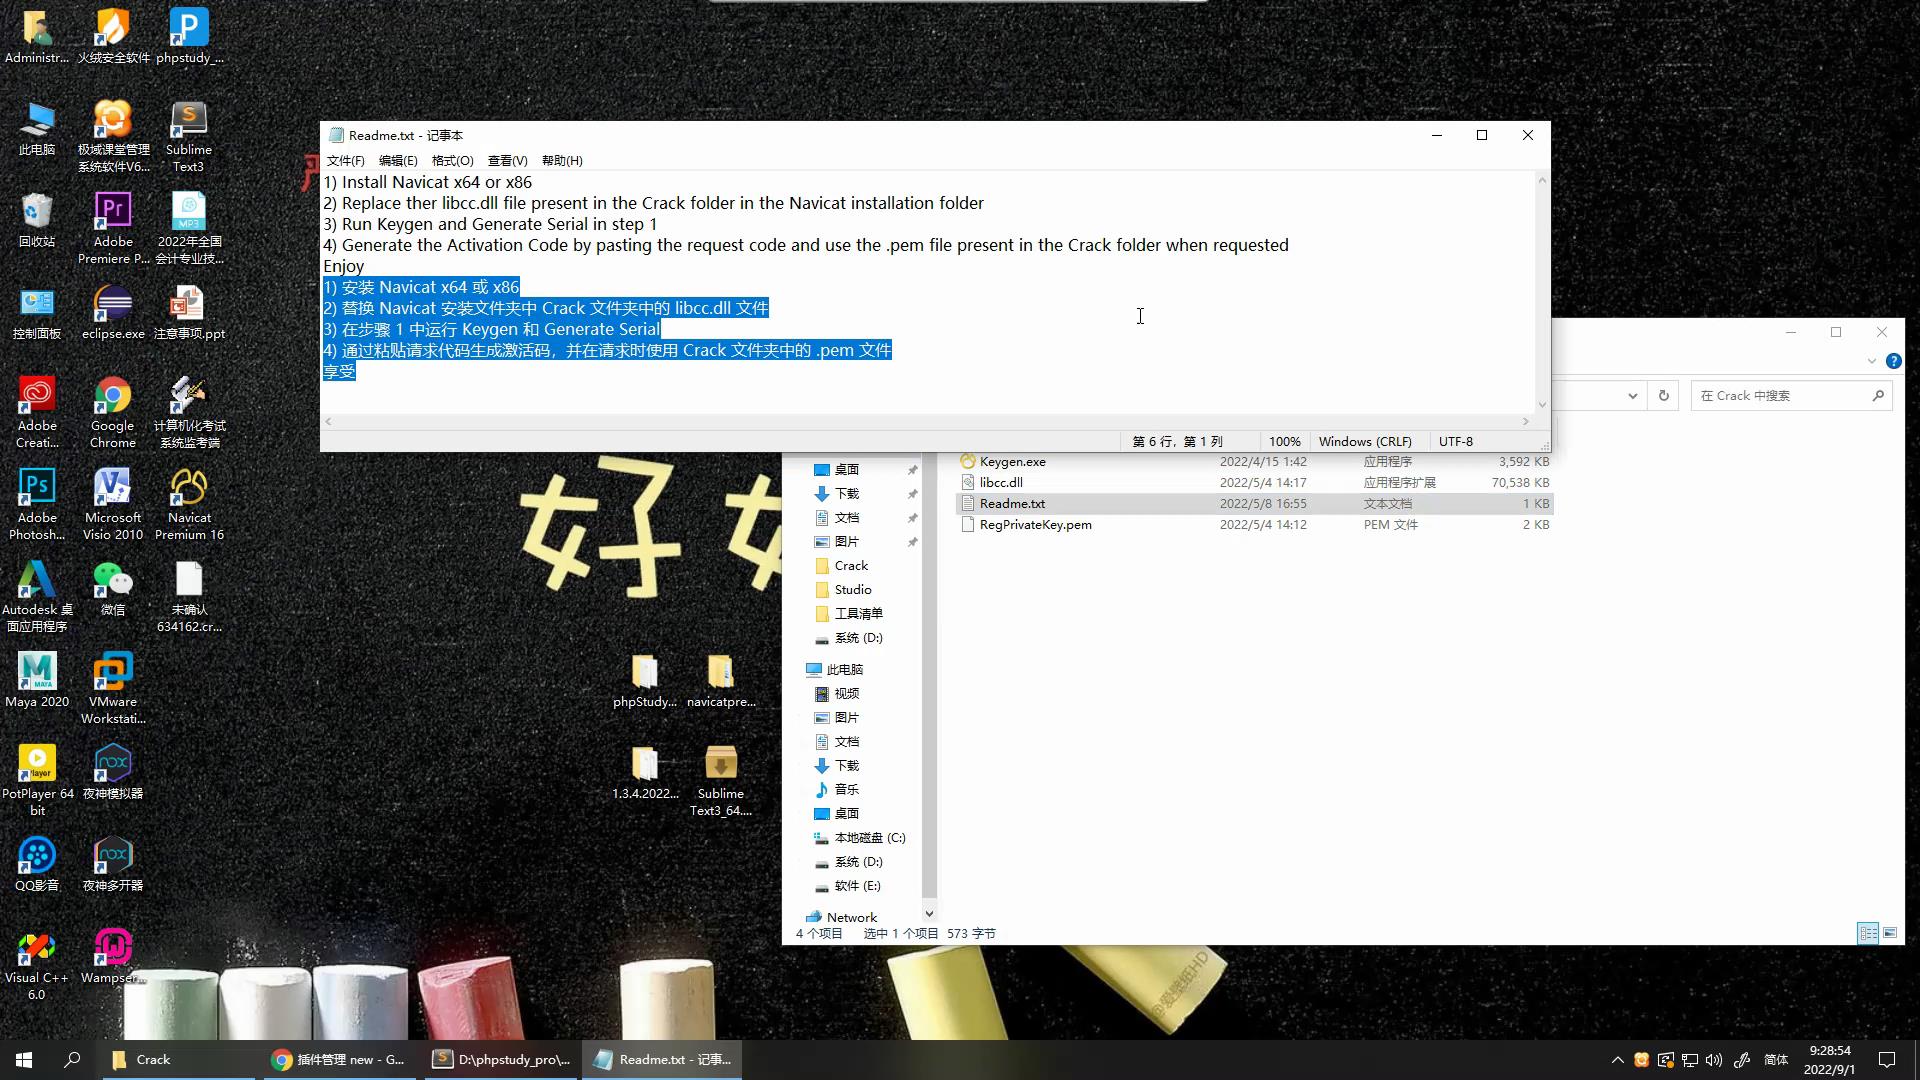 Administr...
火绒安全软件
phpstudy_...
此电脑
极域课堂管理
系统软件V6...
Sublime
Text3
回收站
Adobe
Premiere P...
2022年全国
会计专业技...
控制面板
eclipse.exe
注意事项.ppt
Adobe
Creati...
Google
Chrome
计算机化考试
系统监考端
Adobe
Photosh...
Microsoft
Visio 2010
Navicat
Premium 16
Autodesk 桌
面应用程序
微信
未确认
634162.cr...
Maya 2020
VMware
Workstati...
PotPlayer 64
bit
夜神模拟器
QQ影音
夜神多开器
Visual C++
6.0
Wampser...
Readme.txt - 记事本
文件(F) 编辑(E) 格式(O) 查看(V) 帮助(H)
1) Install Navicat x64 or x86
2) Replace ther libcc.dll file present in the Crack folder in the Navicat installation folder
3) Run Keygen and Generate Serial in step 1
4) Generate the Activation Code by pasting the request code and use the .pem file present in the Crack folder when requested
Enjoy
1) 安装 Navicat x64 或 x86
2) 替换 Navicat 安装文件夹中 Crack 文件夹中的 libcc.dll 文件
3) 在步骤 1 中运行 Keygen 和 Generate Serial
4) 通过粘贴请求代码生成激活码，并在请求时使用 Crack 文件夹中的 .pem 文件
享受
第 6 行，第 1 列 100% Windows (CRLF) UTF-8
好
phpStudy...
navicatpre...
1.3.4.2022...
Sublime
Text3_64....
在 Crack 中搜索
Keygen.exe 2022/4/15 1:42 应用程序 3,592 KB
libcc.dll 2022/5/4 14:17 应用程序扩展 70,538 KB
Readme.txt 2022/5/8 16:55 文本文档 1 KB
RegPrivateKey.pem 2022/5/4 14:12 PEM 文件 2 KB
桌面
下载
文档
图片
Crack
Studio
工具清单
系统 (D:)
此电脑
视频
图片
文档
下载
音乐
桌面
本地磁盘 (C:)
系统 (D:)
软件 (E:)
Network
4 个项目 选中 1 个项目 573 字节
Crack
插件管理 new - G...
D:\phpstudy_pro\...
Readme.txt - 记事...
简体
9:28:54
2022/9/1